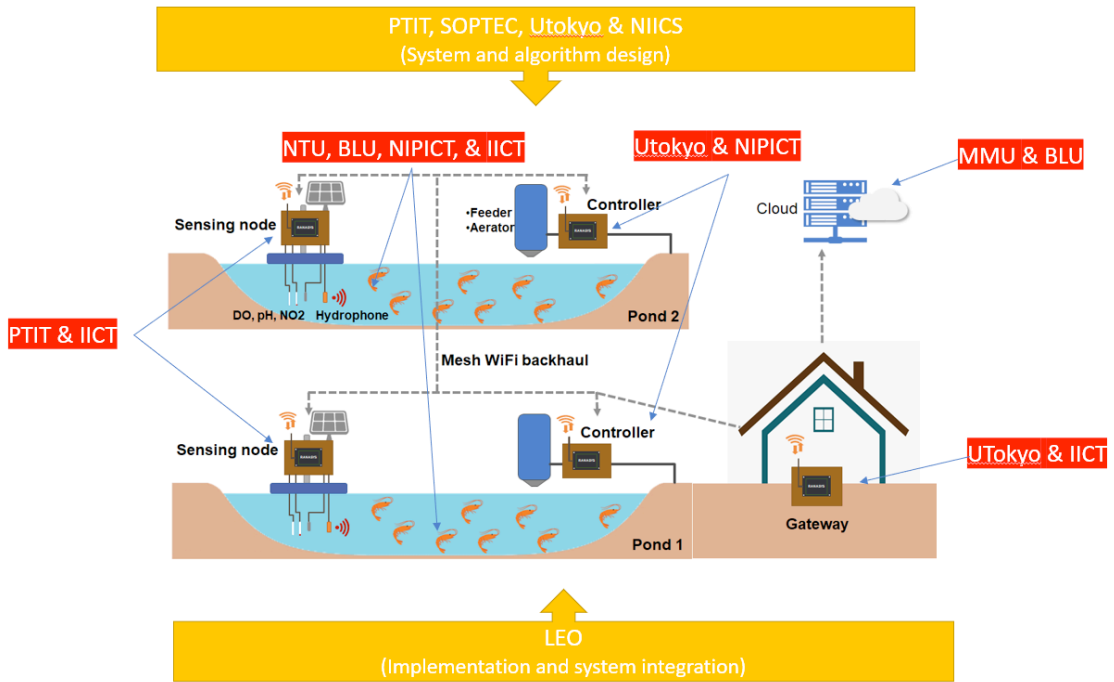 PTIT, SOPTEC, Utokyo & NIICS
(System and algorithm design)
NTU, BLU, NIPICT, & IICT
Utokyo & NIPICT
MMU & BLU
Sensing node
•Feeder
•Aerator
Controller
Cloud
DO, pH, NO2
Hydrophone
Pond 2
PTIT & IICT
Mesh WiFi backhaul
Sensing node
Controller
UTokyo & IICT
Gateway
Pond 1
LEO
(Implementation and system integration)